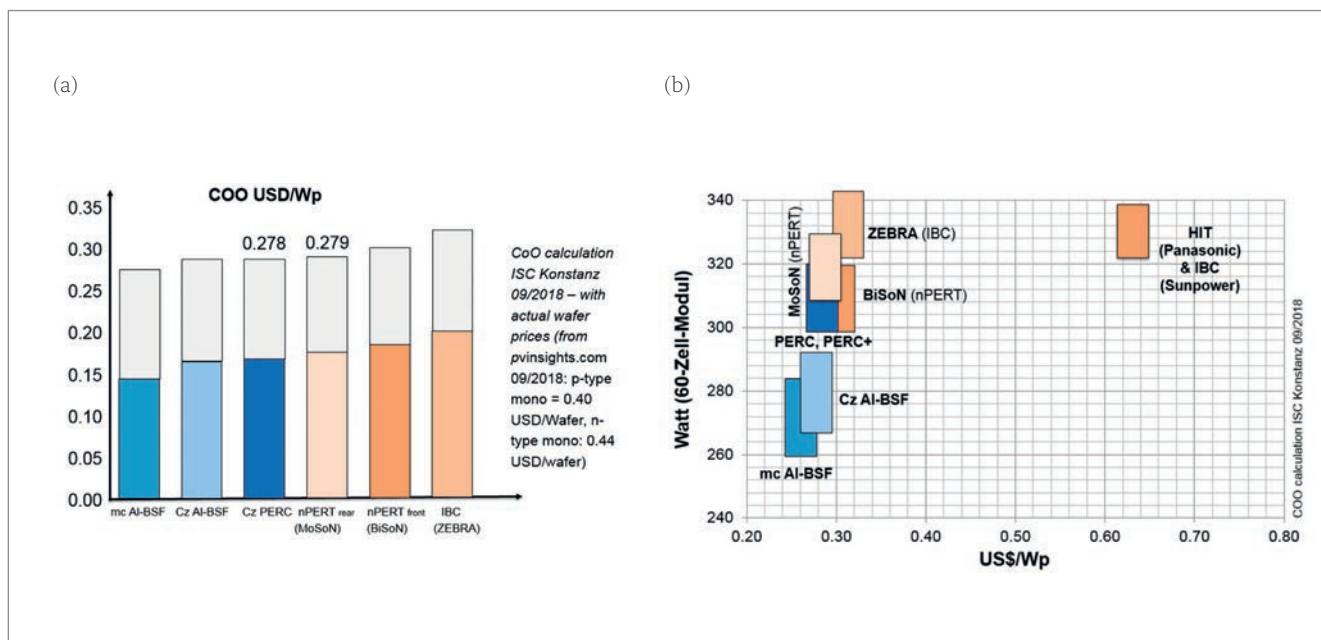 (a)
COO USD/Wp
0.35
0.30
0.25
0.20
0.15
0.10
0.05
0.00
0.278
0.279
mc Al-BSF
Cz Al-BSF
Cz PERC
nPERT rear
(MoSoN)
nPERT front
(BiSoN)
IBC
(ZEBRA)
CoO calculation
ISC Konstanz
09/2018 – with
actual wafer
prices (from
pvinsights.com
09/2018: p-type
mono = 0.40
USD/Wafer, n-
type mono: 0.44
USD/wafer)
(b)
Watt (60-Zell-Modul)
340
320
300
280
260
240
MoSoN (nPERT)
ZEBRA (IBC)
BiSoN (nPERT)
PERC, PERC+
Cz Al-BSF
mc Al-BSF
HIT
(Panasonic)
& IBC
(Sunpower)
0.20
0.30
0.40
0.50
0.60
0.70
0.80
US$/Wp
COO calculation ISC Konstanz 09/2018